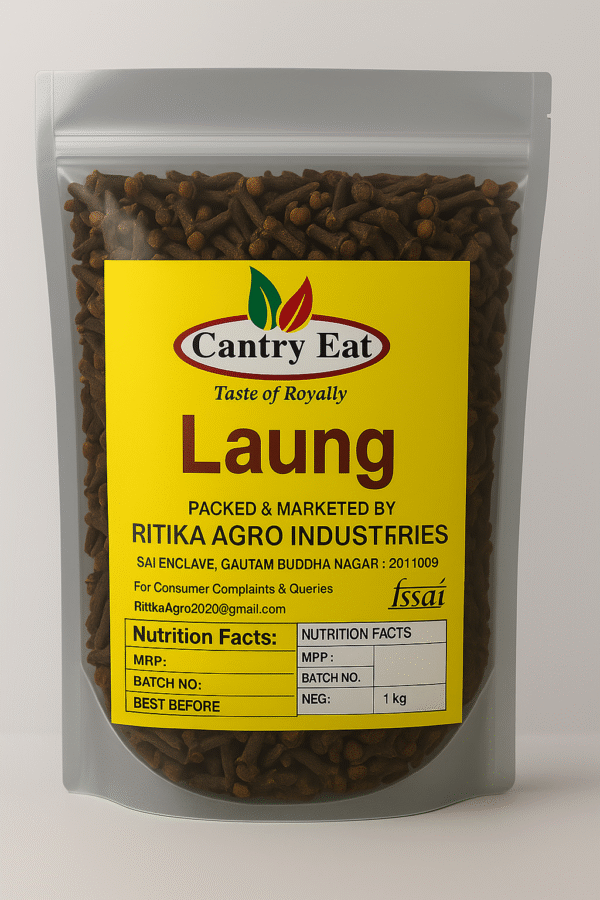 Cantry Eat
Taste of Royally
Laung
PACKED & MARKETED BY
RITIKA AGRO INDUSTRRIES
SAI ENCLAVE, GAUTAM BUDDHA NAGAR : 2011009
For Consumer Complaints & Queries
RittkaAgro2020@gmail.com
fssai
Nutrition Facts:
MRP:
BATCH NO:
BEST BEFORE
NUTRITION FACTS
MPP :
BATCH NO.
NEG: 1 kg